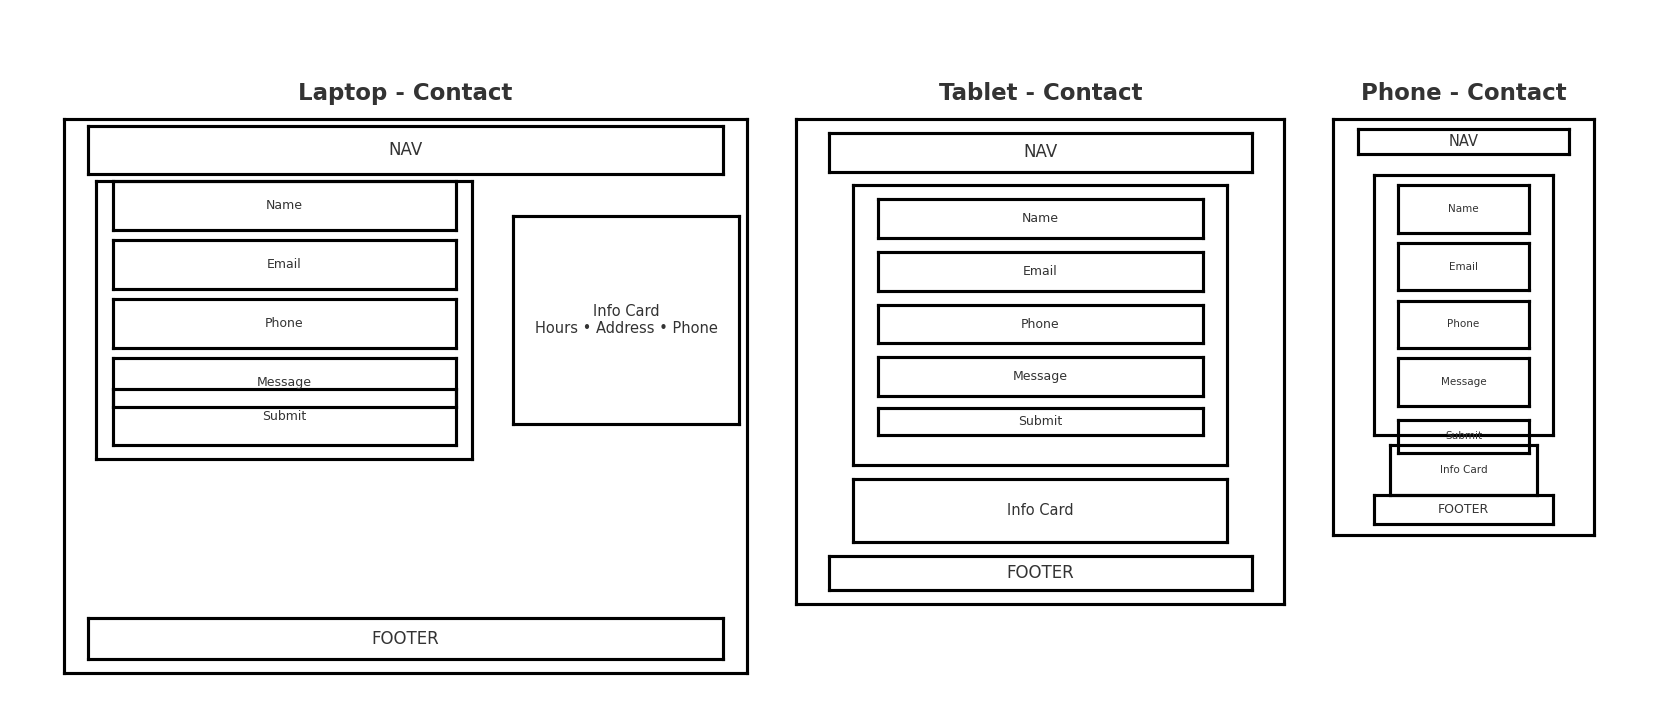 Laptop - Contact
NAV
Name
Email
Phone
Message
Submit
Info Card
Hours • Address • Phone
FOOTER
Tablet - Contact
NAV
Name
Email
Phone
Message
Submit
Info Card
FOOTER
Phone - Contact
NAV
Name
Email
Phone
Message
Submit
Info Card
FOOTER